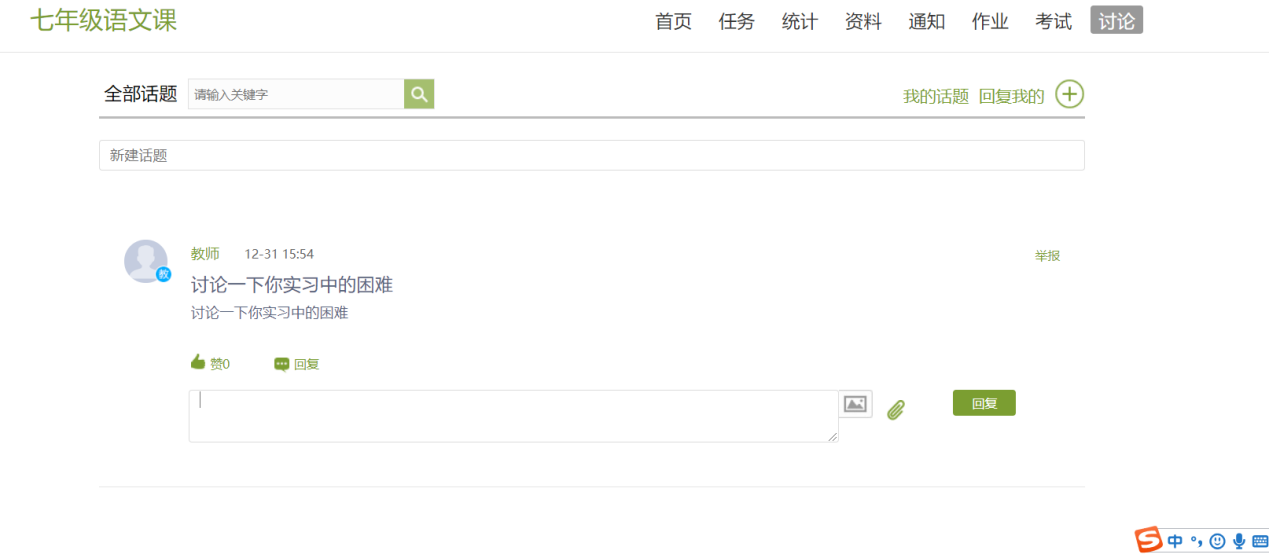 七年级语文课
首页 任务 统计 资料 通知 作业 考试 讨论
全部话题 请输入关键字 我的话题 回复我的
新建话题
教师 12-31 15:54 举报
教
讨论一下你实习中的困难
讨论一下你实习中的困难
赞0 回复
回复
S 中 °,